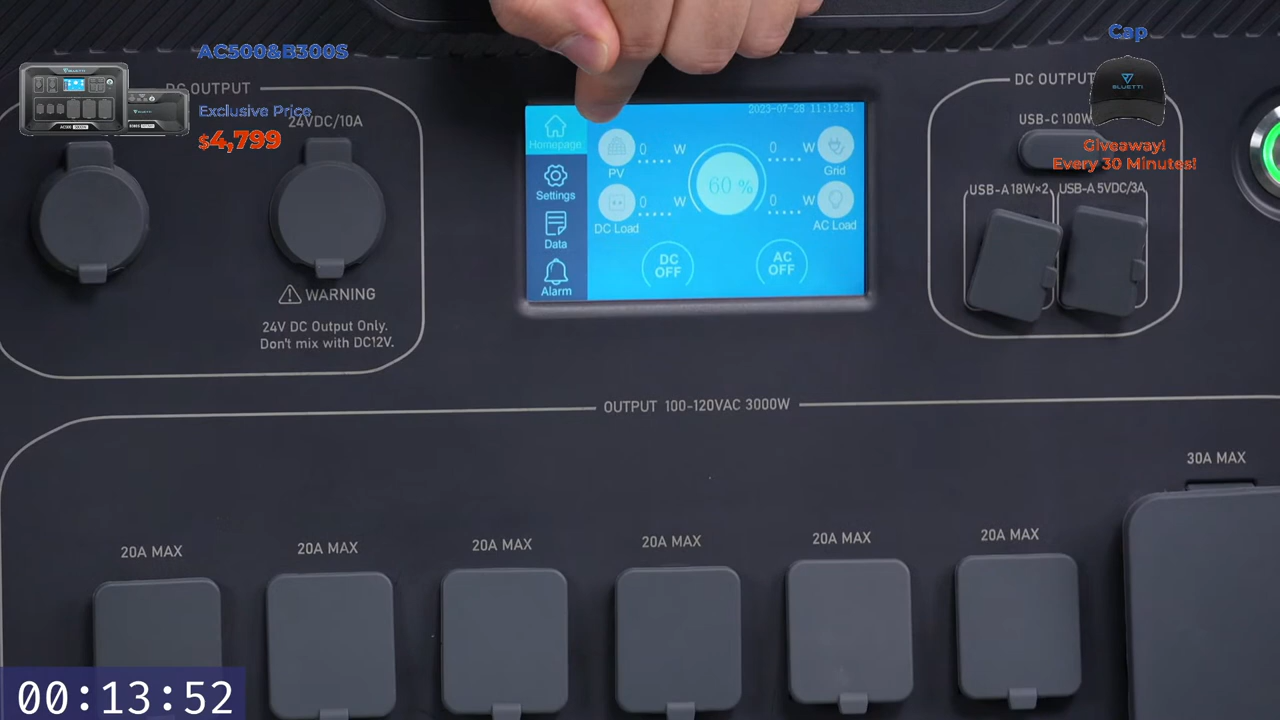 AC500&B300S
Exclusive Price
$4,799
Cap
BLUETTI
Giveaway!
Every 30 Minutes!
DC OUTPUT
24VDC/10A
WARNING
24V DC Output Only.
Don't mix with DC12V.
2023-07-28 11:12:31
Homepage
Settings
Data
Alarm
0 W
PV
0 W
DC Load
60 %
0 W
Grid
0 W
AC Load
DC
OFF
AC
OFF
DC OUTPUT
USB-C 100W
USB-A 18W×2
USB-A 5VDC/3A
OUTPUT 100-120VAC 3000W
30A MAX
20A MAX
20A MAX
20A MAX
20A MAX
20A MAX
20A MAX
00:13:52